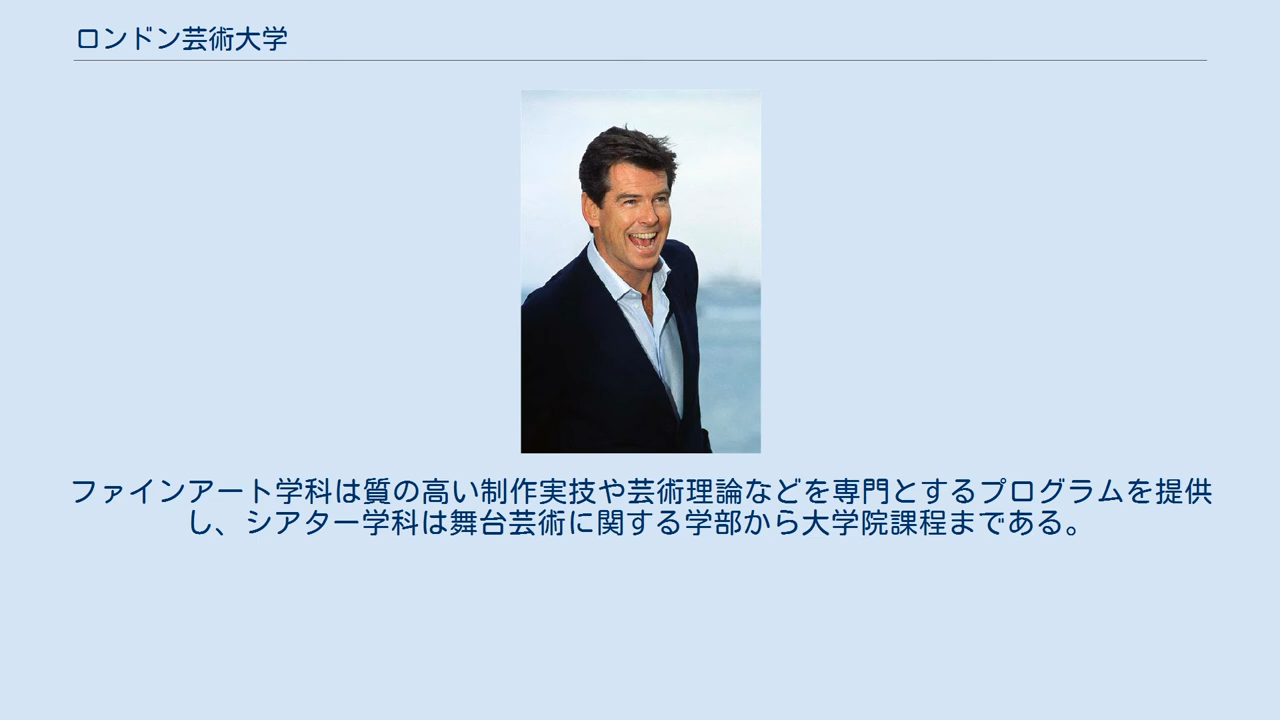 ロンドン芸術大学
ファインアート学科は質の高い制作実技や芸術理論などを専門とするプログラムを提供
し、シアター学科は舞台芸術に関する学部から大学院課程まである。